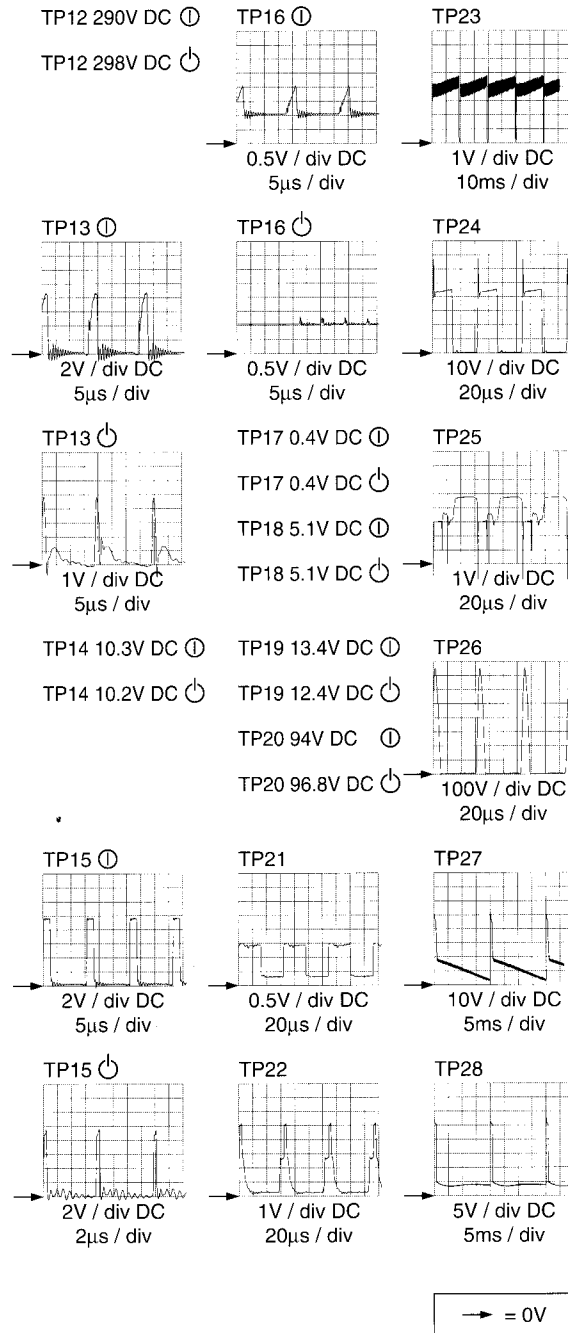 TP12 290V DC ⏼
TP12 298V DC ⏻
TP16 ⏼
0.5V / div DC
5µs / div
TP23
1V / div DC
10ms / div
TP13 ⏼
2V / div DC
5µs / div
TP16 ⏻
0.5V / div DC
5µs / div
TP24
10V / div DC
20µs / div
TP13 ⏻
1V / div DC
5µs / div
TP17 0.4V DC ⏼
TP17 0.4V DC ⏻
TP18 5.1V DC ⏼
TP18 5.1V DC ⏻
TP25
1V / div DC
20µs / div
TP14 10.3V DC ⏼
TP14 10.2V DC ⏻
TP19 13.4V DC ⏼
TP19 12.4V DC ⏻
TP20 94V DC ⏼
TP20 96.8V DC ⏻
TP26
100V / div DC
20µs / div
TP15 ⏼
2V / div DC
5µs / div
TP21
0.5V / div DC
20µs / div
TP27
10V / div DC
5ms / div
TP15 ⏻
2V / div DC
2µs / div
TP22
1V / div DC
20µs / div
TP28
5V / div DC
5ms / div
→ = 0V